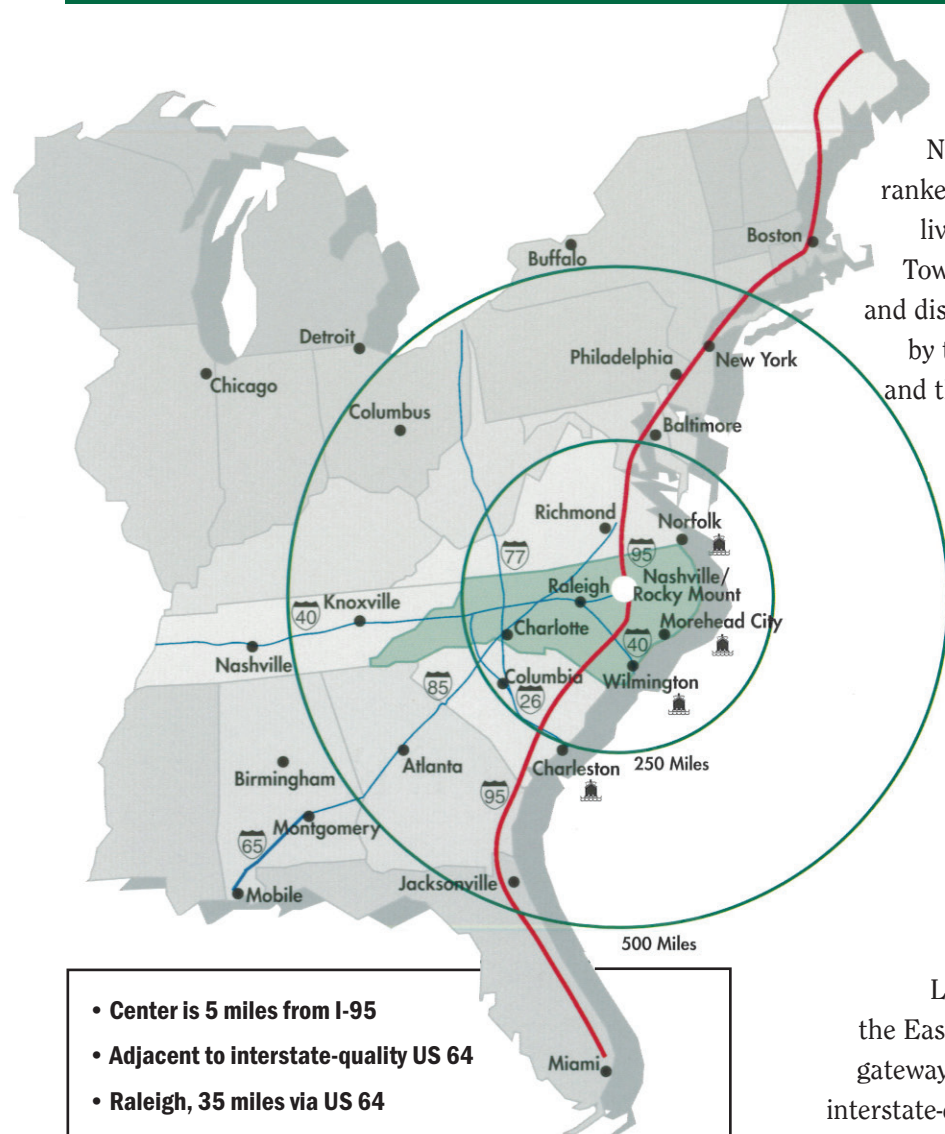 Boston
Buffalo
Detroit
Chicago
Philadelphia
New York
Columbus
Baltimore
Richmond
Norfolk
77
95
Raleigh
Nashville/
Rocky Mount
40
Knoxville
Charlotte
Morehead City
40
Nashville
Columbia
Wilmington
85
26
Birmingham
Atlanta
Charleston
250 Miles
95
Montgomery
65
Jacksonville
Mobile
500 Miles
Miami
• Center is 5 miles from I-95
• Adjacent to interstate-quality US 64
• Raleigh, 35 miles via US 64
N
ranke
liv
Tow
and dis
by t
and t
L
the Eas
gateway
interstate-